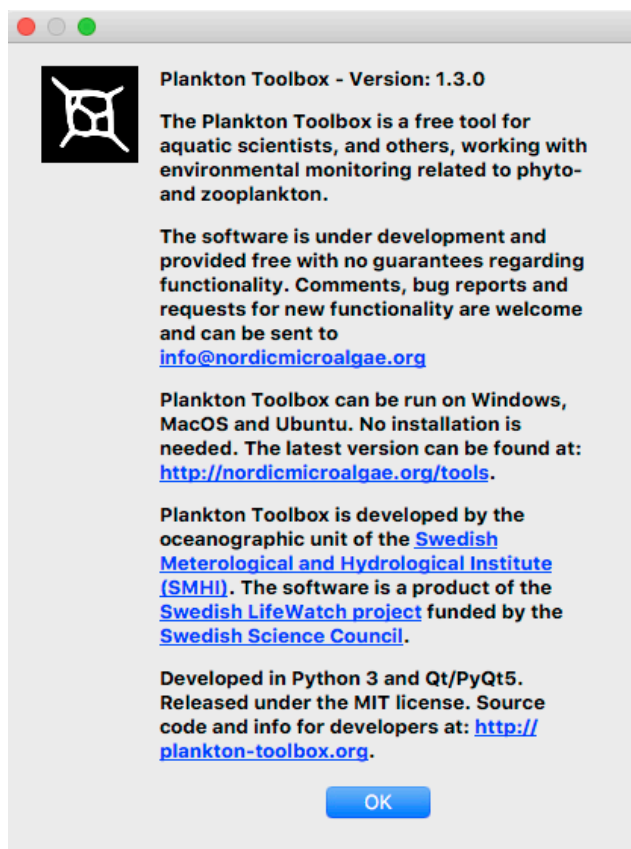 Plankton Toolbox - Version: 1.3.0
The Plankton Toolbox is a free tool for
aquatic scientists, and others, working with
environmental monitoring related to phyto-
and zooplankton.
The software is under development and
provided free with no guarantees regarding
functionality. Comments, bug reports and
requests for new functionality are welcome
and can be sent to
info@nordicmicroalgae.org
Plankton Toolbox can be run on Windows,
MacOS and Ubuntu. No installation is
needed. The latest version can be found at:
http://nordicmicroalgae.org/tools.
Plankton Toolbox is developed by the
oceanographic unit of the Swedish
Meterological and Hydrological Institute
(SMHI). The software is a product of the
Swedish LifeWatch project funded by the
Swedish Science Council.
Developed in Python 3 and Qt/PyQt5.
Released under the MIT license. Source
code and info for developers at: http://
plankton-toolbox.org.
OK